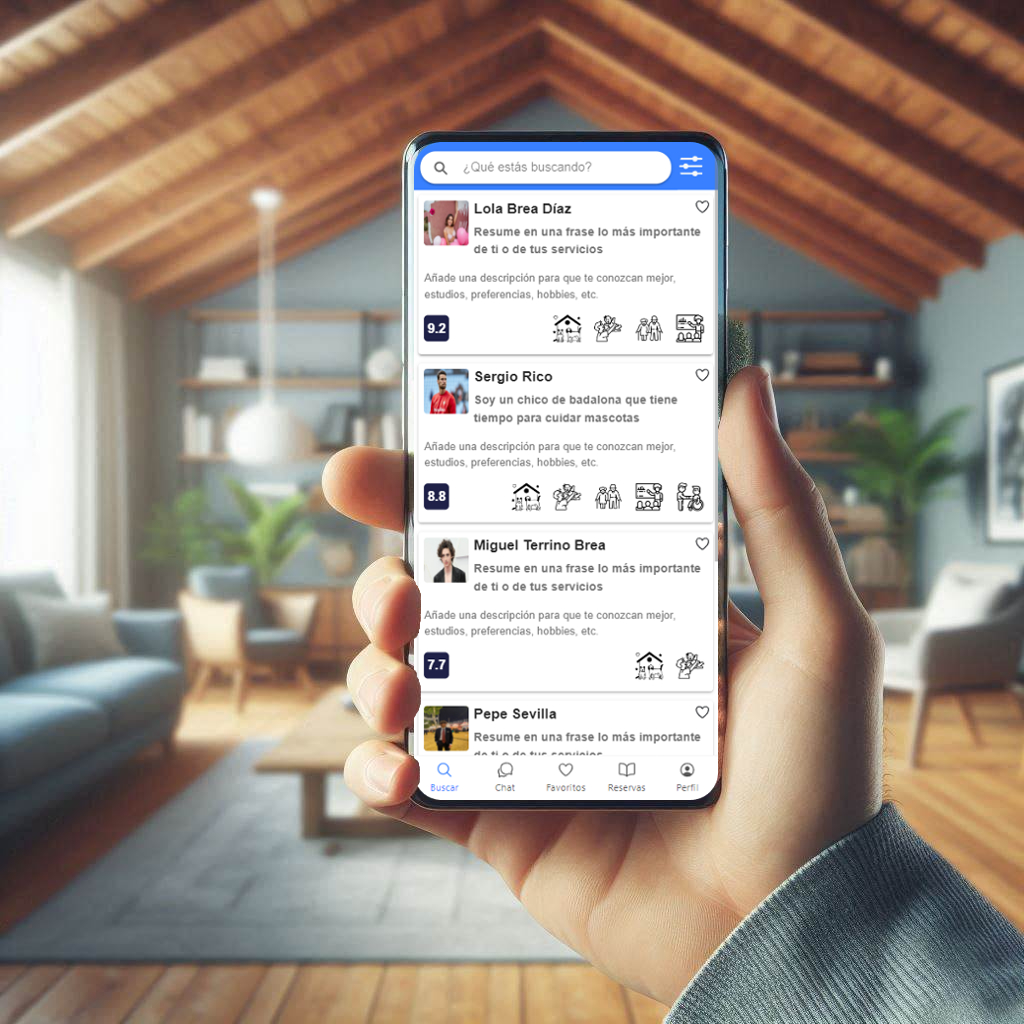 ¿Qué estás buscando?
Lola Brea Díaz
Resume en una frase lo más importante
de ti o de tus servicios
Añade una descripción para que te conozcan mejor,
estudios, preferencias, hobbies, etc.
9.2
Sergio Rico
Soy un chico de badalona que tiene
tiempo para cuidar mascotas
Añade una descripción para que te conozcan mejor,
estudios, preferencias, hobbies, etc.
8.8
Miguel Terrino Brea
Resume en una frase lo más importante
de ti o de tus servicios
Añade una descripción para que te conozcan mejor,
estudios, preferencias, hobbies, etc.
7.7
Pepe Sevilla
Resume en una frase lo más importante
de ti o de tus servicios
Buscar Chat Favoritos Reservas Perfil